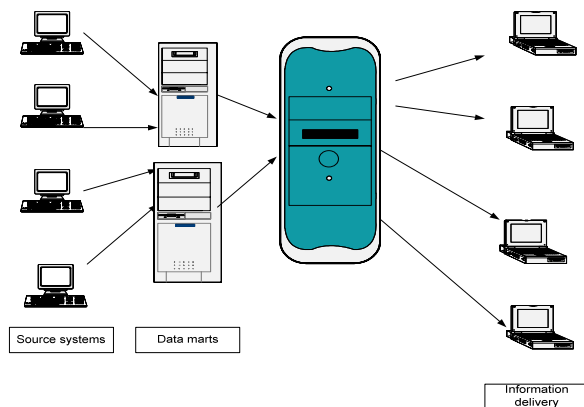 Source systems
Data marts
Information
delivery